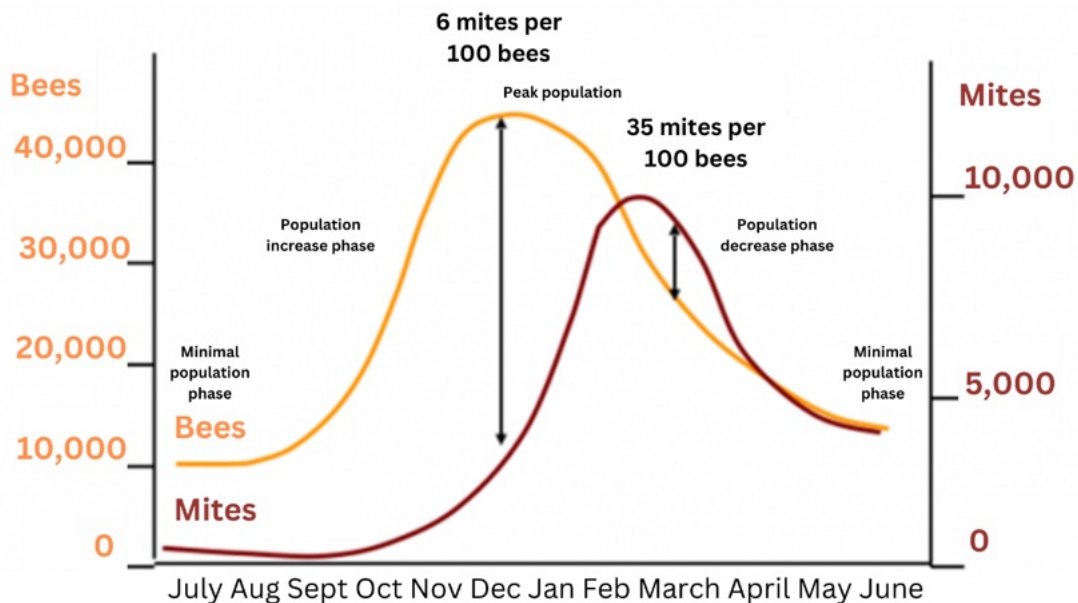 6 mites per
100 bees
Bees
Peak population
Mites
35 mites per
100 bees
40,000
10,000
Population
increase phase
Population
decrease phase
30,000
20,000
Minimal
population
phase
Minimal
population
phase
5,000
Bees
10,000
Mites
0
0
July Aug Sept Oct Nov Dec Jan Feb March April May June